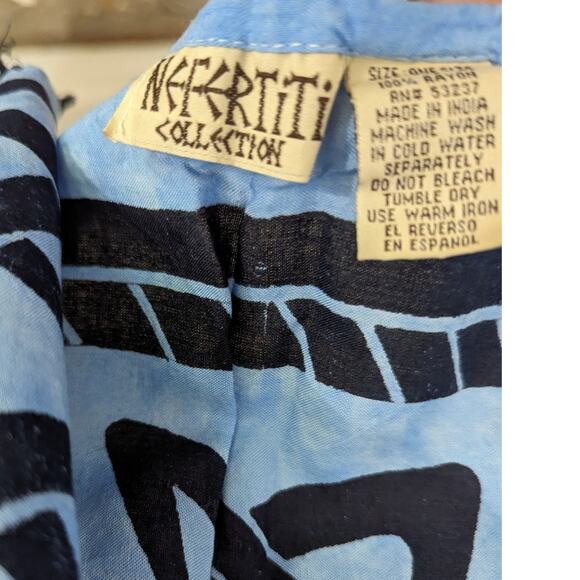 NEFERTITI
COLLECTION
SIZE: ONE SIZE
100% RAYON
RN# 53237
MADE IN INDIA
MACHINE WASH
IN COLD WATER
SEPARATELY
DO NOT BLEACH
TUMBLE DRY
USE WARM IRON
EL REVERSO
EN ESPAÑOL